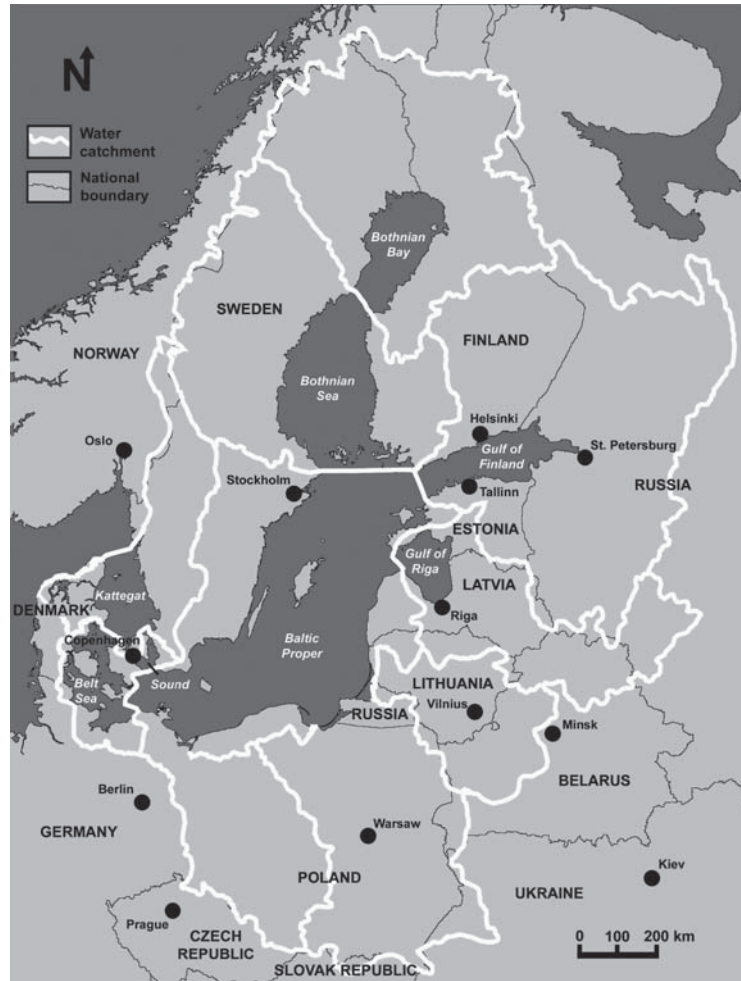 N
Water
catchment
National
boundary
Bothnian
Bay
SWEDEN
FINLAND
NORWAY
Bothnian
Sea
Helsinki
Oslo
Gulf of
Finland
St. Petersburg
Stockholm
Tallinn
RUSSIA
ESTONIA
Gulf of
Riga
LATVIA
Kattegat
DENMARK
Riga
Copenhagen
Baltic
Proper
Belt
Sea
Sound
LITHUANIA
Vilnius
RUSSIA
Minsk
BELARUS
Berlin
GERMANY
Warsaw
Kiev
POLAND
UKRAINE
Prague
CZECH
REPUBLIC
SLOVAK REPUBLIC
0 200 km